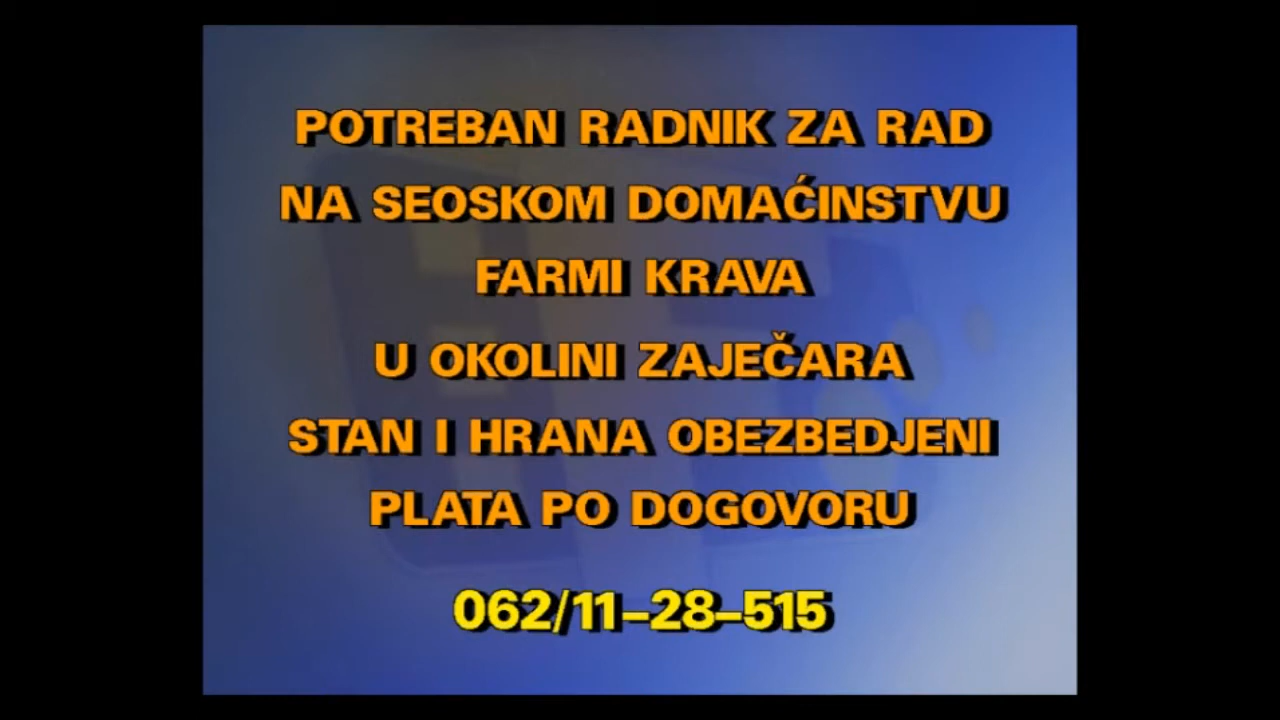 POTREBAN RADNIK ZA RAD
NA SEOSKOM DOMAĆINSTVU
FARMI KRAVA
U OKOLINI ZAJEČARA
STAN I HRANA OBEZBEDJENI
PLATA PO DOGOVORU
062/11-28-515